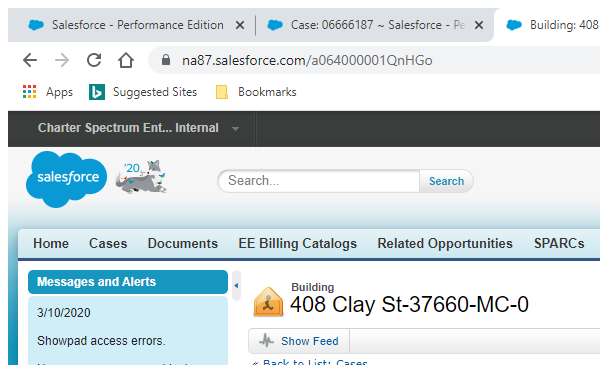 Salesforce - Performance Edition
Case: 06666187 ~ Salesforce - Pe
Building: 408
na87.salesforce.com/a064000001QnHGo
Apps Suggested Sites Bookmarks
Charter Spectrum Ent... Internal
salesforce
'20
Search...
Search
Home Cases Documents EE Billing Catalogs Related Opportunities SPARCs
Messages and Alerts
3/10/2020
Showpad access errors.
Building
408 Clay St-37660-MC-0
Show Feed
« Back to List: Cases